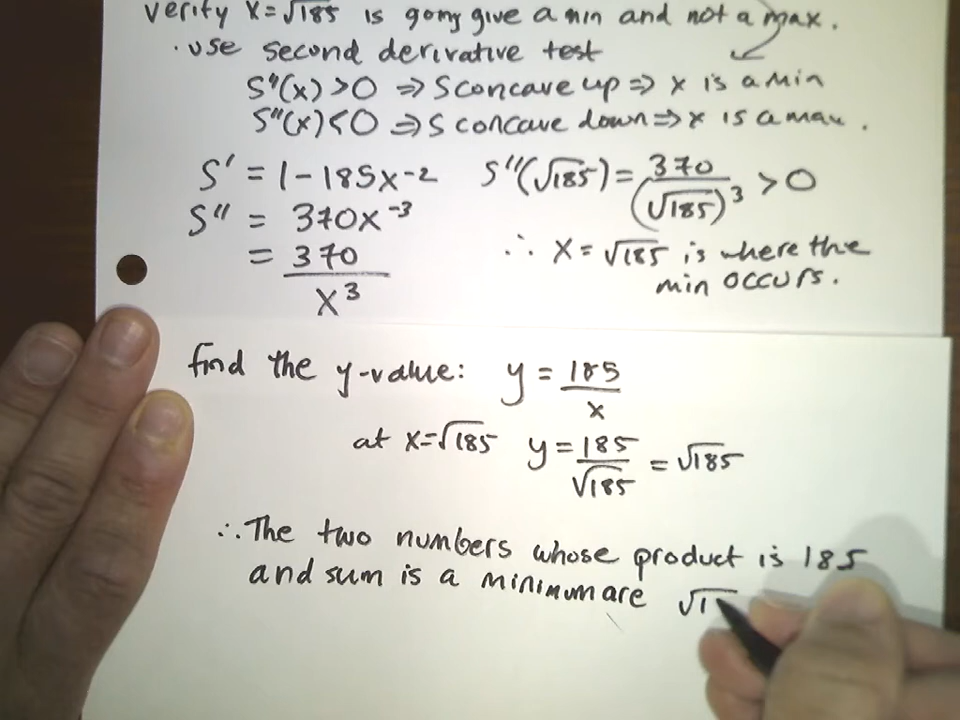 verify x=√185 is gong give a min and not a max.
· use second derivative test
S"(x)>0 ⇒ S concave up ⇒ x is a min
S"(x)<0 ⇒ S concave down ⇒ x is a max.
S' = 1-185x-2 S"(√185) = 370/(√185)³ >0
S" = 370x⁻³
= 370/x³ ∴ x=√185 is where the
min occurs.
find the y-value: y = 185/x
at x=√185 y = 185/√185 = √185
∴ The two numbers whose product is 185
and sum is a minimum are √1